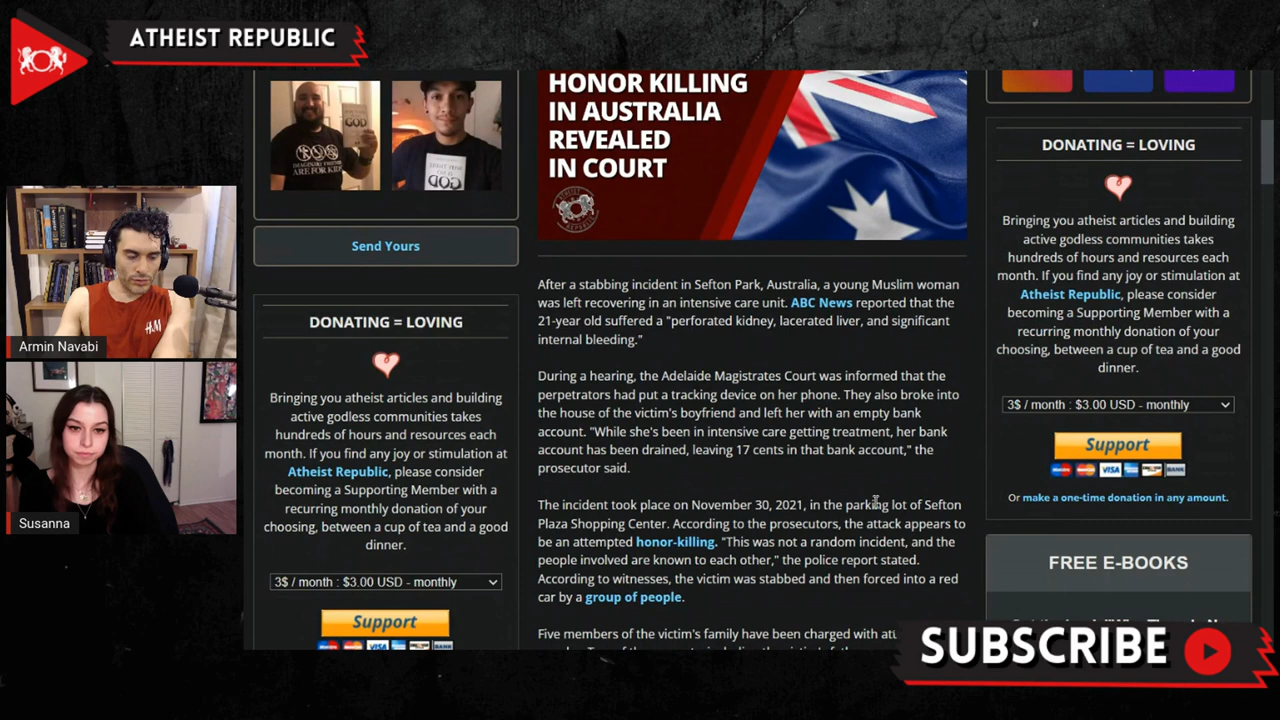 ATHEIST REPUBLIC
Armin Navabi
Susanna
Send Yours
DONATING = LOVING
Bringing you atheist articles and building
active godless communities takes
hundreds of hours and resources each
month. If you find any joy or stimulation at
Atheist Republic, please consider
becoming a Supporting Member with a
recurring monthly donation of your
choosing, between a cup of tea and a good
dinner.
3$ / month : $3.00 USD - monthly
Support
HONOR KILLING
IN AUSTRALIA
REVEALED
IN COURT
After a stabbing incident in Sefton Park, Australia, a young Muslim woman
was left recovering in an intensive care unit. ABC News reported that the
21-year old suffered a "perforated kidney, lacerated liver, and significant
internal bleeding."
During a hearing, the Adelaide Magistrates Court was informed that the
perpetrators had put a tracking device on her phone. They also broke into
the house of the victim's boyfriend and left her with an empty bank
account. "While she's been in intensive care getting treatment, her bank
account has been drained, leaving 17 cents in that bank account," the
prosecutor said.
The incident took place on November 30, 2021, in the parking lot of Sefton
Plaza Shopping Center. According to the prosecutors, the attack appears to
be an attempted honor-killing. "This was not a random incident, and the
people involved are known to each other," the police report stated.
According to witnesses, the victim was stabbed and then forced into a red
car by a group of people.
Five members of the victim's family have been charged with
DONATING = LOVING
Bringing you atheist articles and building
active godless communities takes
hundreds of hours and resources each
month. If you find any joy or stimulation at
Atheist Republic, please consider
becoming a Supporting Member with a
recurring monthly donation of your
choosing, between a cup of tea and a good
dinner.
3$ / month : $3.00 USD - monthly
Support
VISA
BANK
Or make a one-time donation in any amount.
FREE E-BOOKS
SUBSCRIBE